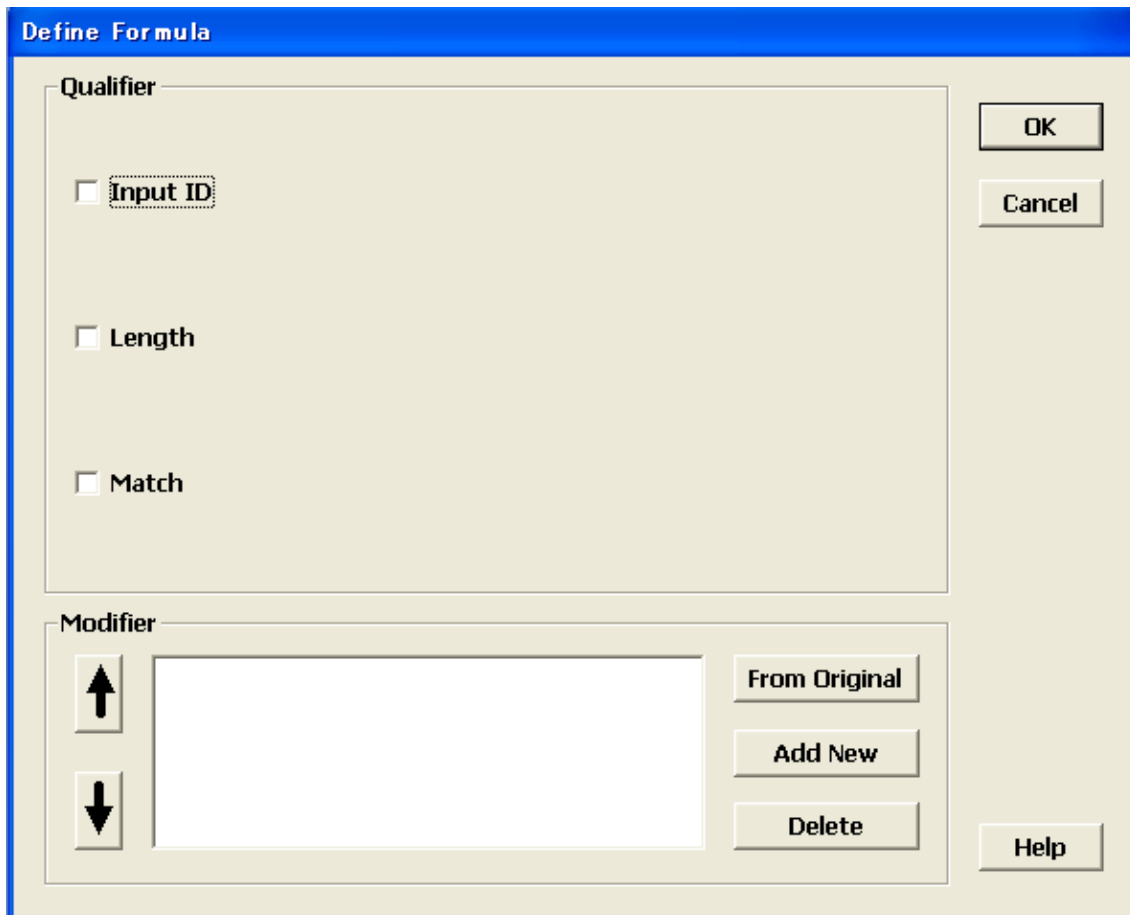 Define Formula
Qualifier
OK
Input ID
Cancel
Length
Match
Modifier
From Original
Add New
Delete
Help